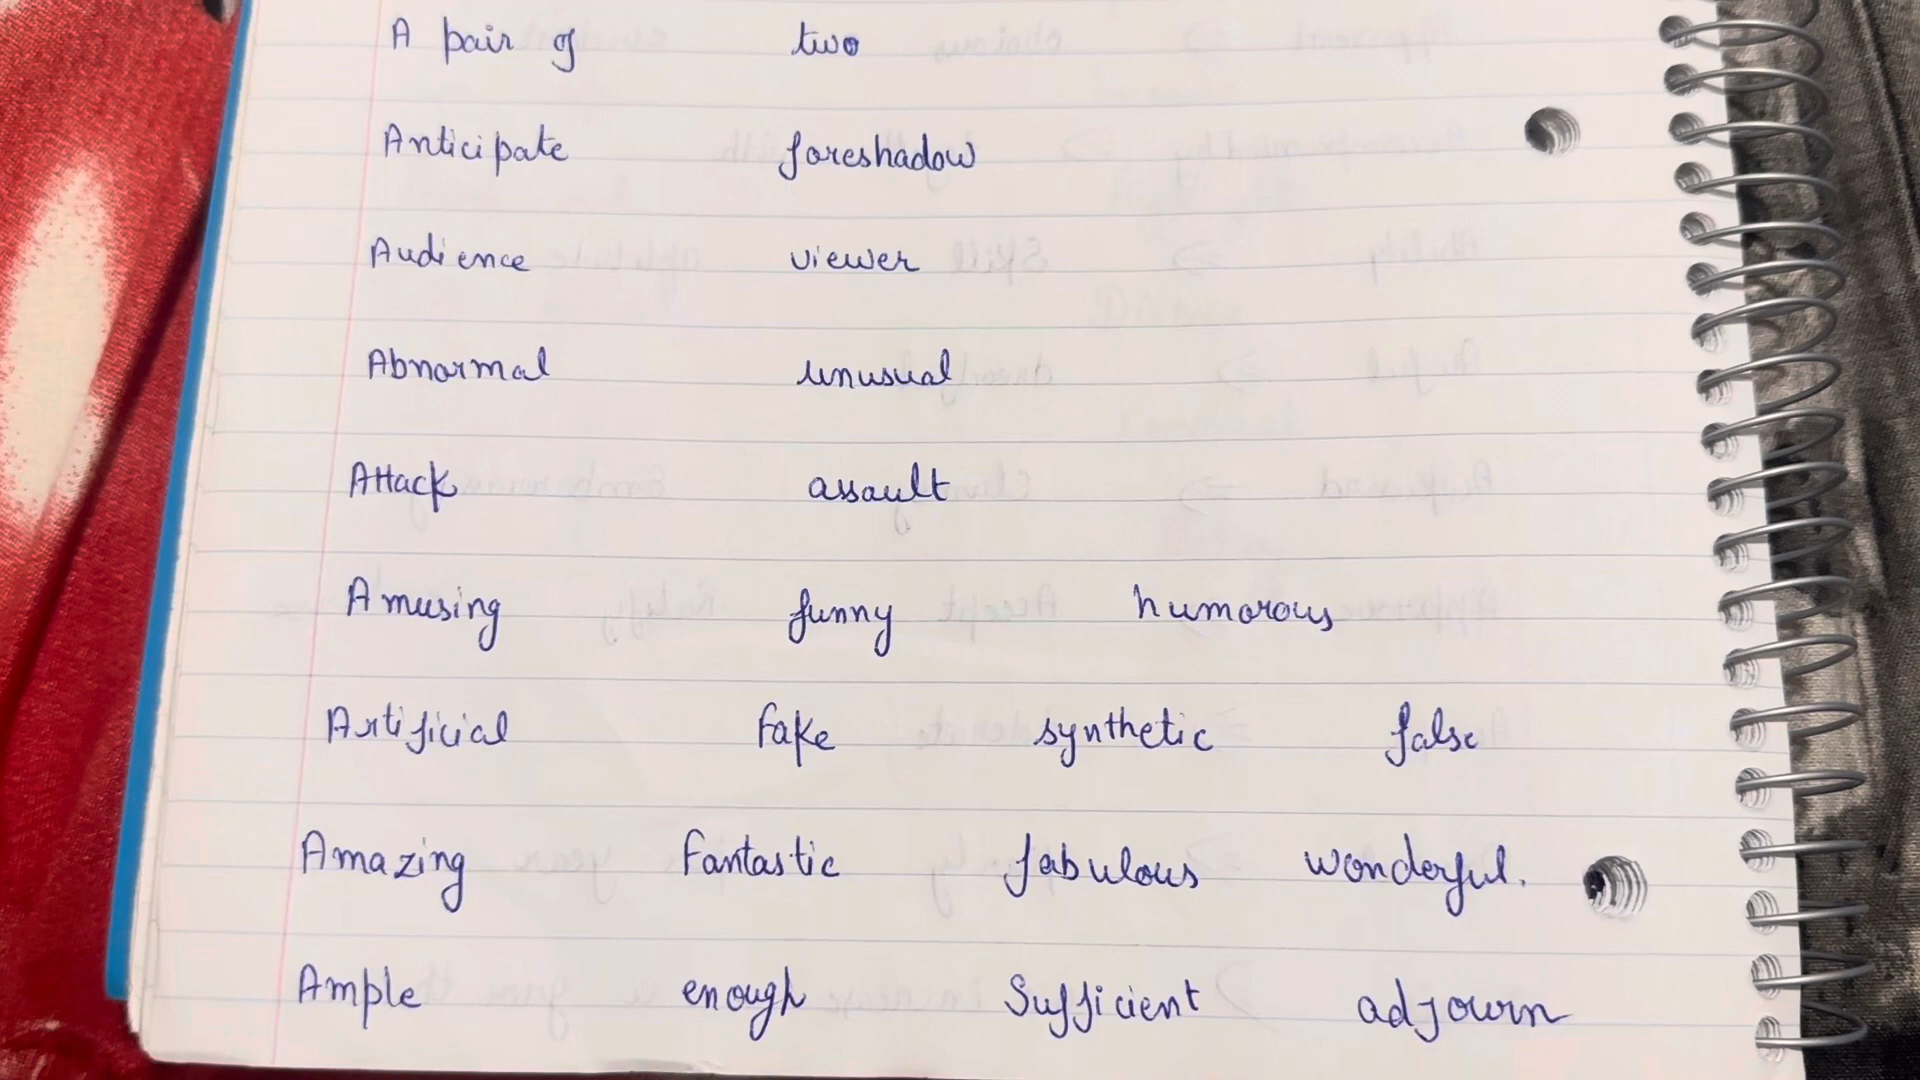 A pair of two
Anticipate foreshadow
Audience viewer
Abnormal unusual
Attack assault
Amusing funny humorous
Artificial Fake synthetic false
Amazing Fantastic fabulous wonderful.
Ample enough Sufficient adjourn